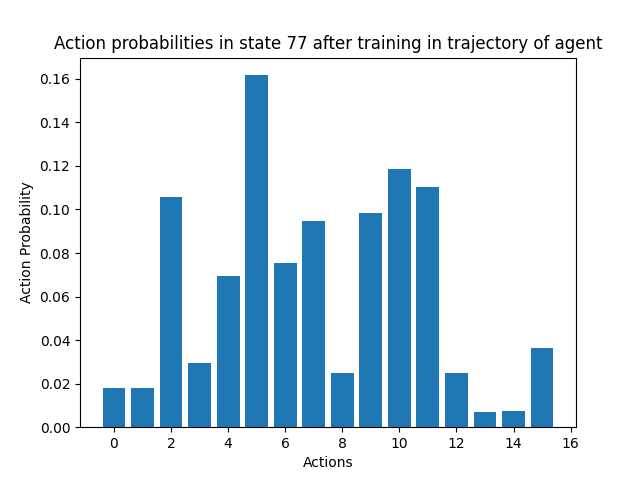 Action probabilities in state 77 after training in trajectory of agent
0.16
0.14
0.12
0.10
0.08
0.06
0.04
0.02
0.00
Action Probability
0 2 4 6 8 10 12 14 16
Actions